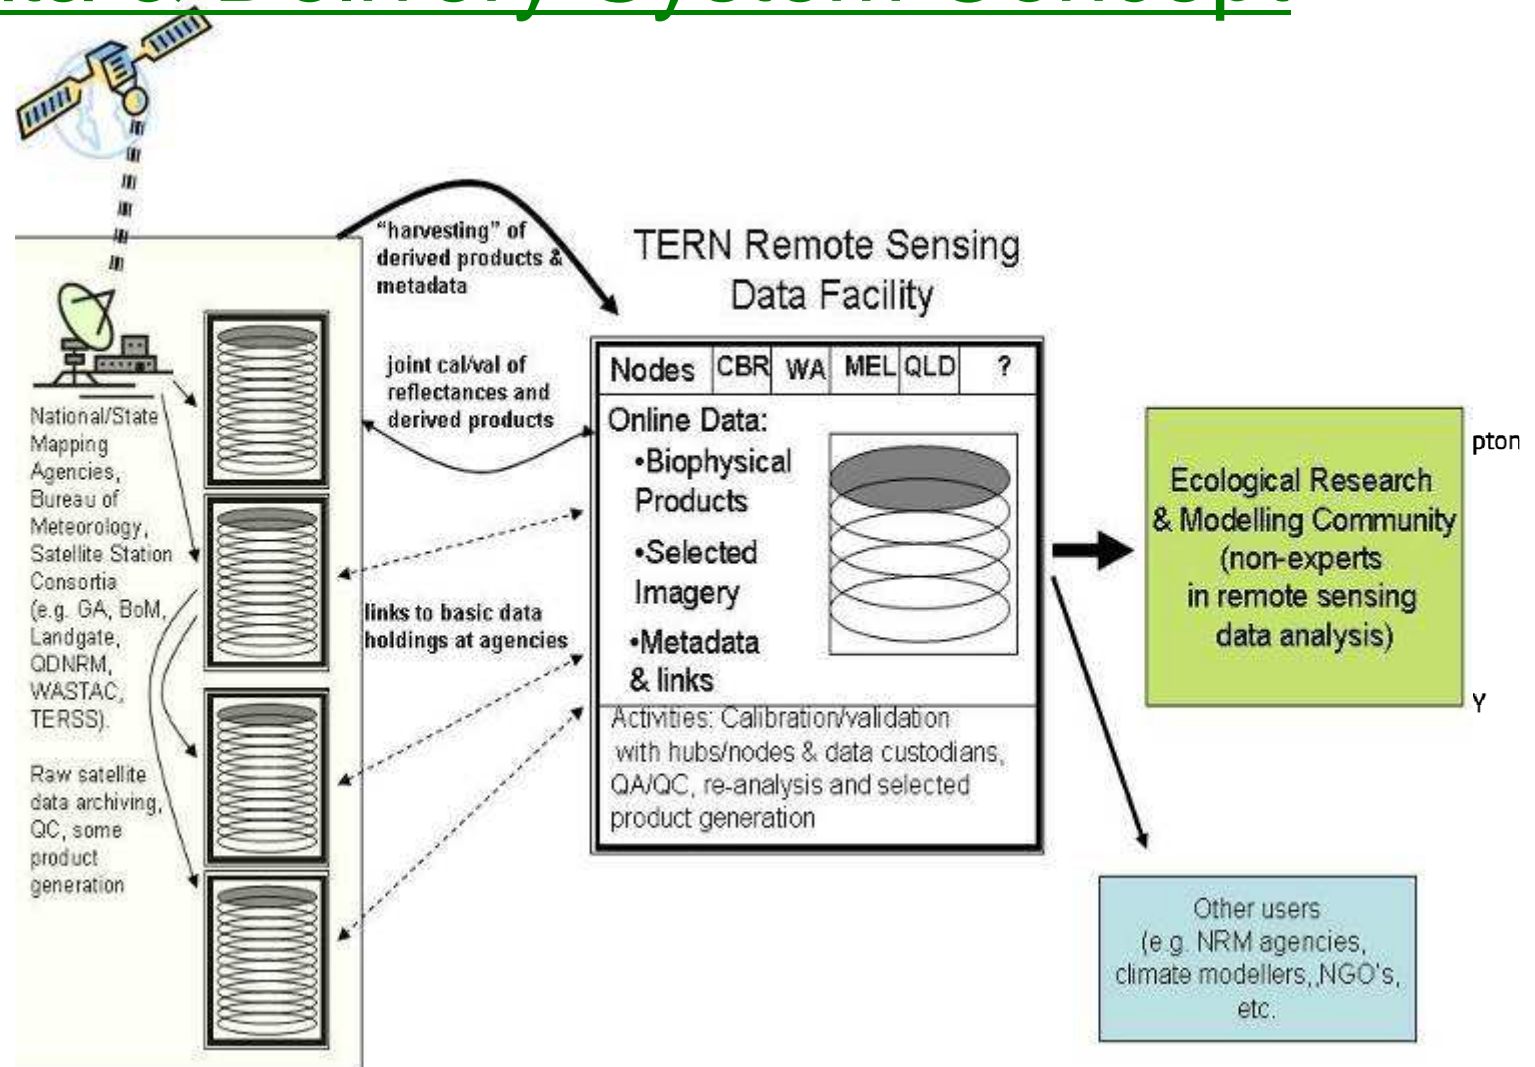 Delivery System Concept
"harvesting" of
derived products &
metadata
TERN Remote Sensing
Data Facility
joint cal/val of
reflectances and
derived products
links to basic data
holdings at agencies
National/State
Mapping
Agencies,
Bureau of
Meteorology,
Satellite Station
Consortia
(e.g. GA, BoM,
Landgate,
QDNRM,
WASTAC,
TERSS).
Raw satellite
data archiving,
QC, some
product
generation
Nodes CBR WA MEL QLD ?
Online Data:
•Biophysical
Products
•Selected
Imagery
•Metadata
& links
Activities: Calibration/validation
with hubs/nodes & data custodians,
QA/QC, re-analysis and selected
product generation
Ecological Research
& Modelling Community
(non-experts
in remote sensing
data analysis)
pton
Y
Other users
(e.g. NRM agencies,
climate modellers,,NGO's,
etc.